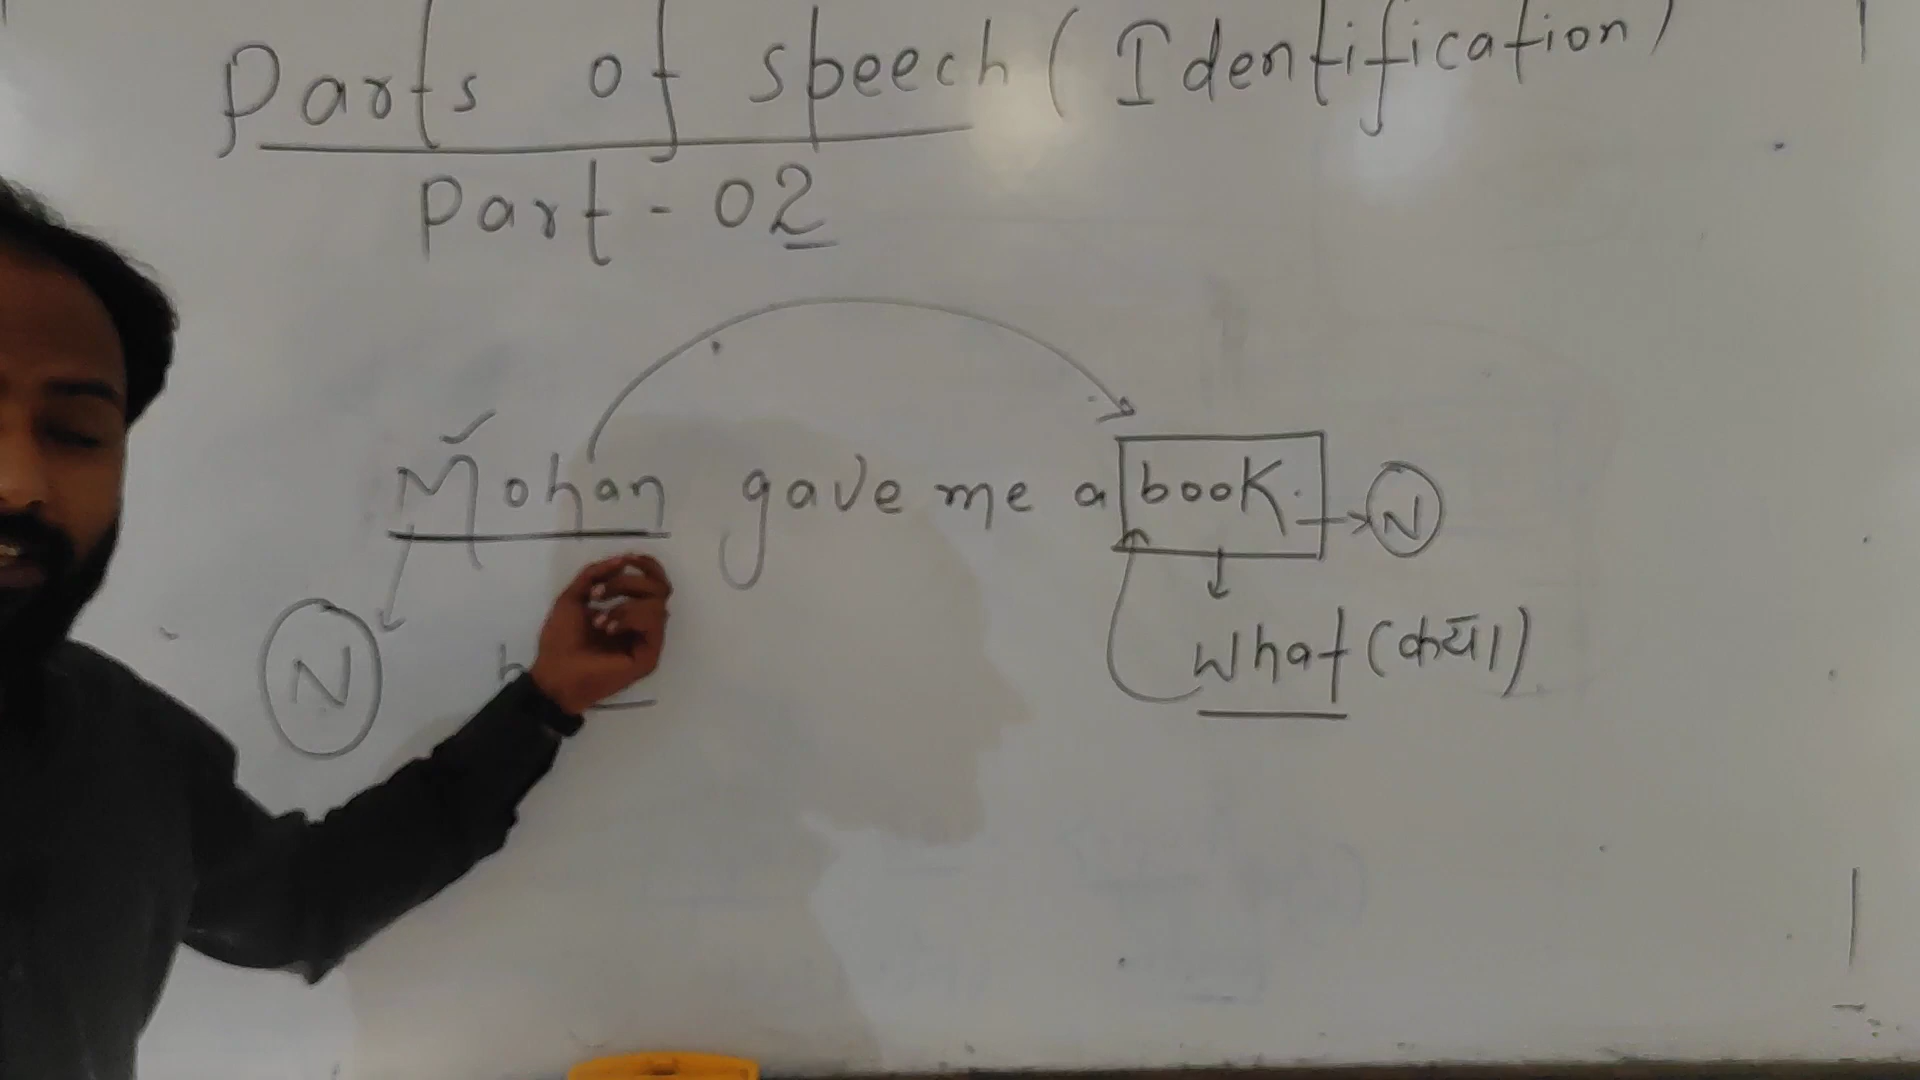 Parts of speech (Identification)
Part - 02
Mohan gave me a book. → N
N
What (क्या)